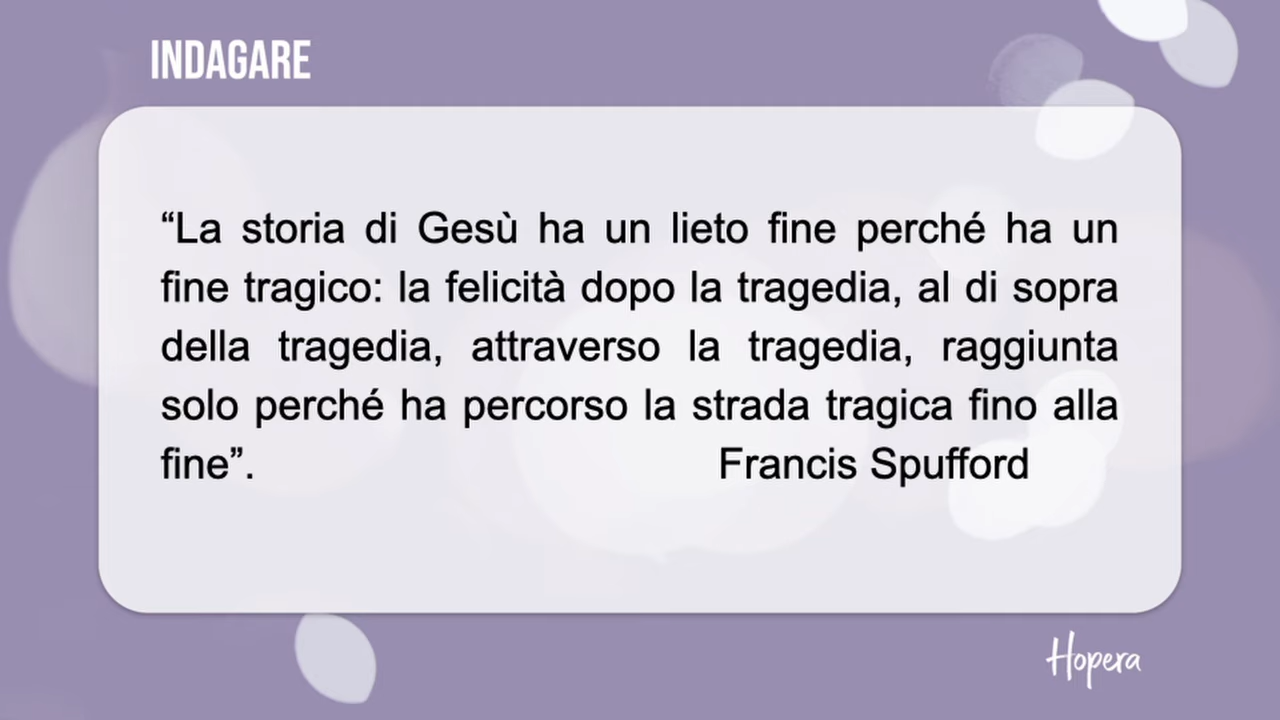 INDAGARE
“La storia di Gesù ha un lieto fine perché ha un
fine tragico: la felicità dopo la tragedia, al di sopra
della tragedia, attraverso la tragedia, raggiunta
solo perché ha percorso la strada tragica fino alla
fine”. Francis Spufford
Hopera